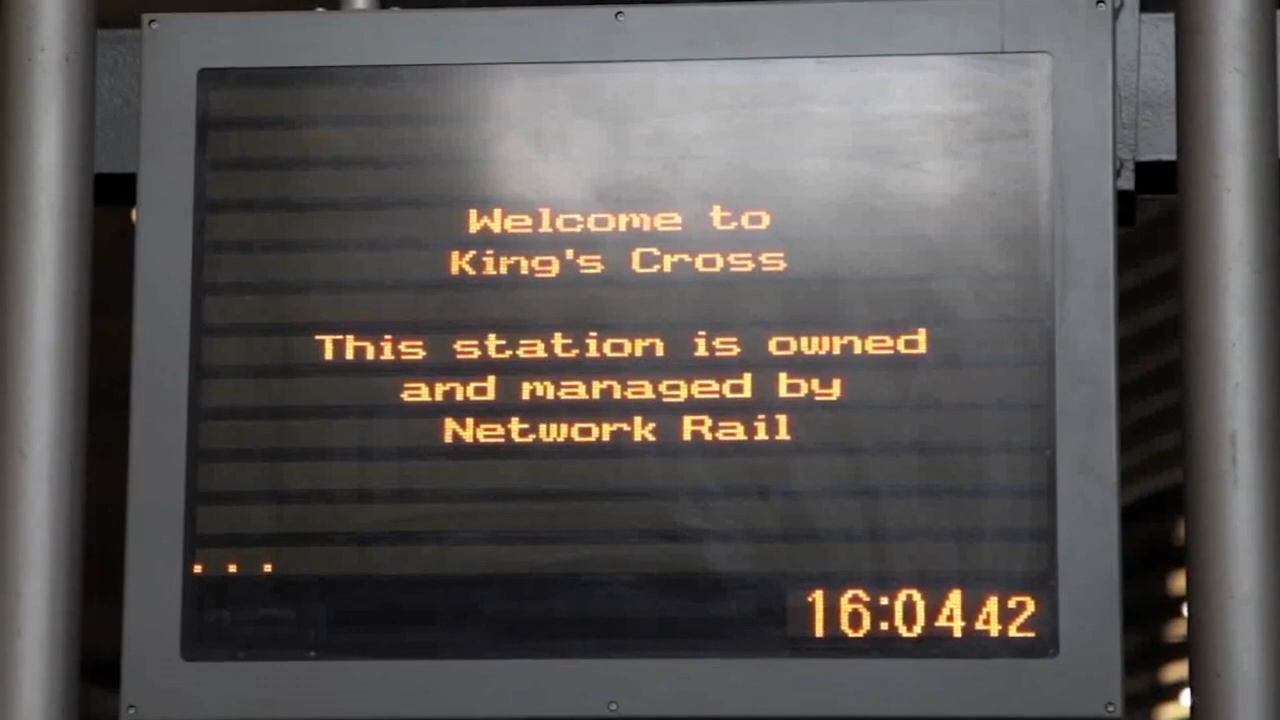 Welcome to
King's Cross
This station is owned
and managed by
Network Rail
...
16:0442